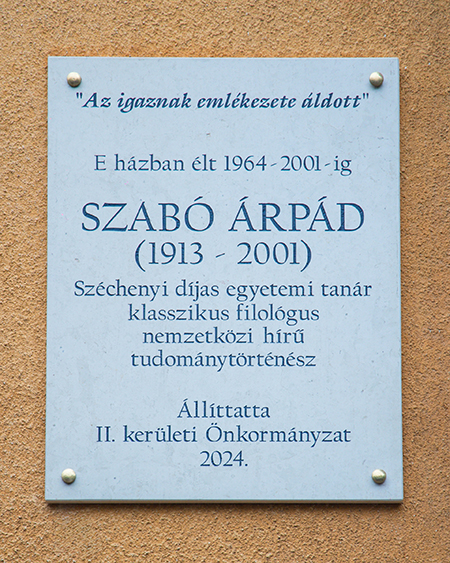 "Az igaznak emlékezete áldott"
E házban élt 1964-2001-ig
SZABÓ ÁRPÁD
(1913 - 2001)
Széchenyi díjas egyetemi tanár
klasszikus filológus
nemzetközi hírű
tudománytörténész
Állíttatta
II. kerületi Önkormányzat
2024.